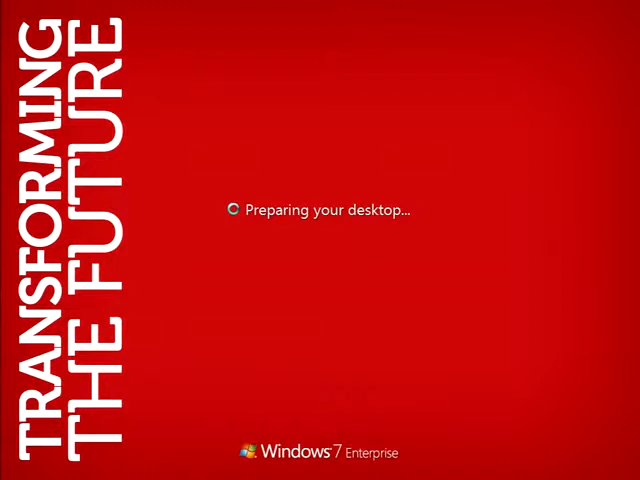 TRANSFORMING
THE FUTURE
Preparing your desktop...
Windows 7 Enterprise